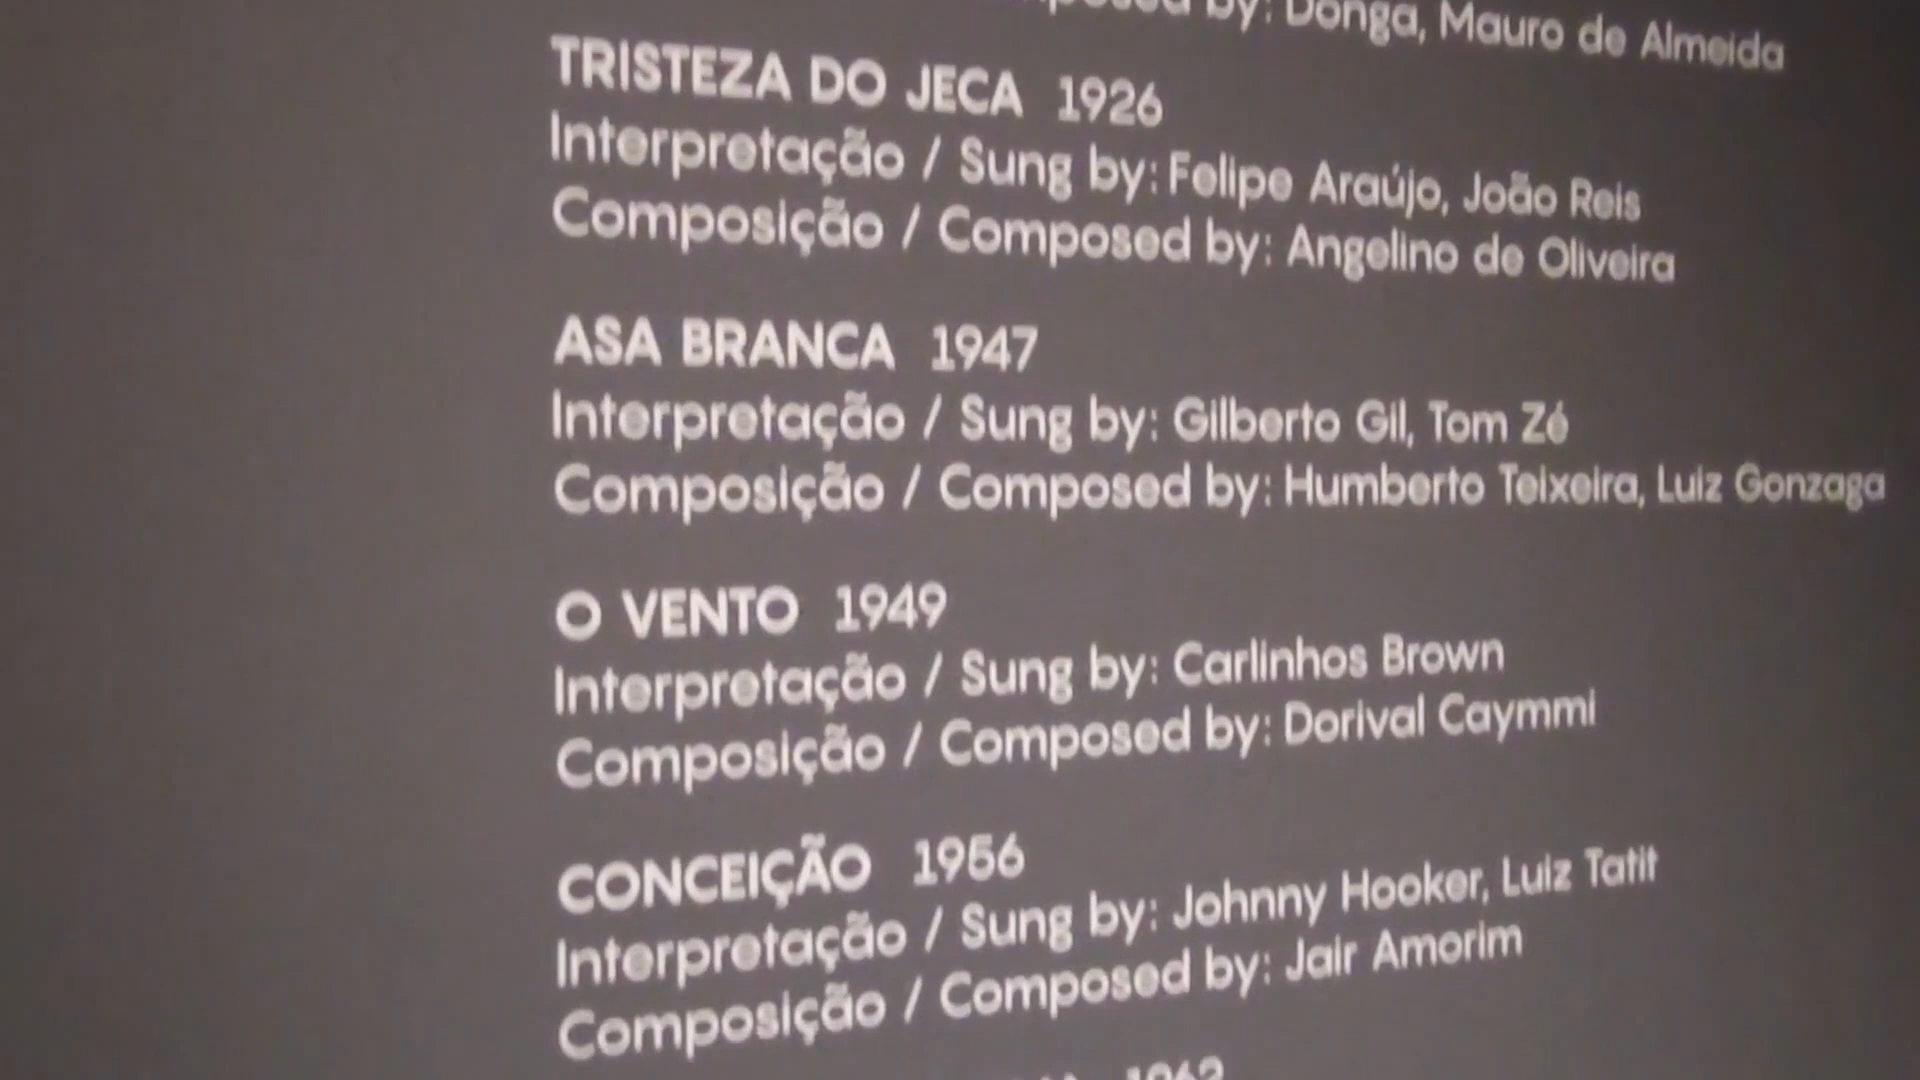 by: Donga, Mauro de Almeida
TRISTEZA DO JECA 1926
Interpretação / Sung by: Felipe Araújo, João Reis
Composição / Composed by: Angelino de Oliveira
ASA BRANCA 1947
Interpretação / Sung by: Gilberto Gil, Tom Zé
Composição / Composed by: Humberto Teixeira, Luiz Gonzaga
O VENTO 1949
Interpretação / Sung by: Carlinhos Brown
Composição / Composed by: Dorival Caymmi
CONCEIÇÃO 1956
Interpretação / Sung by: Johnny Hooker, Luiz Tatit
Composição / Composed by: Jair Amorim